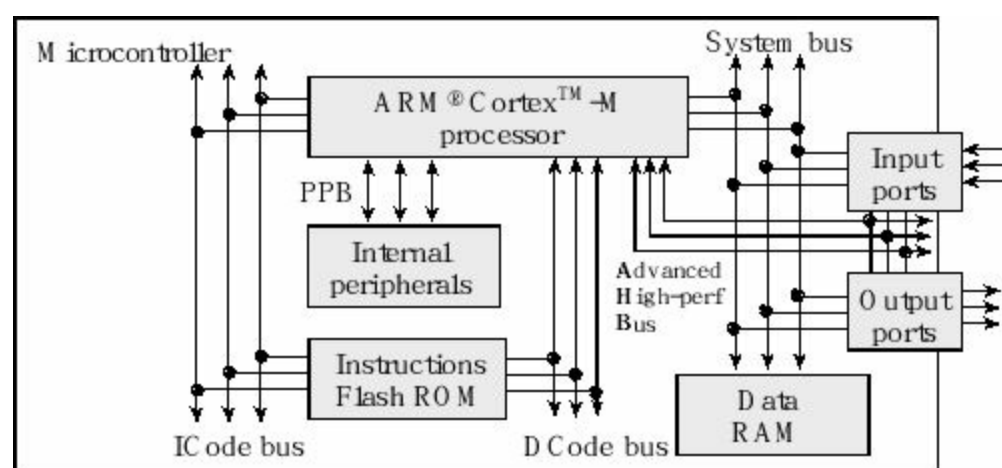 Microcontroller
System bus
ARM® Cortex™-M
processor
Input
ports
PPB
Internal
peripherals
Advanced
High-perf
Bus
Output
ports
Instructions
Flash ROM
Data
RAM
ICode bus
DCode bus